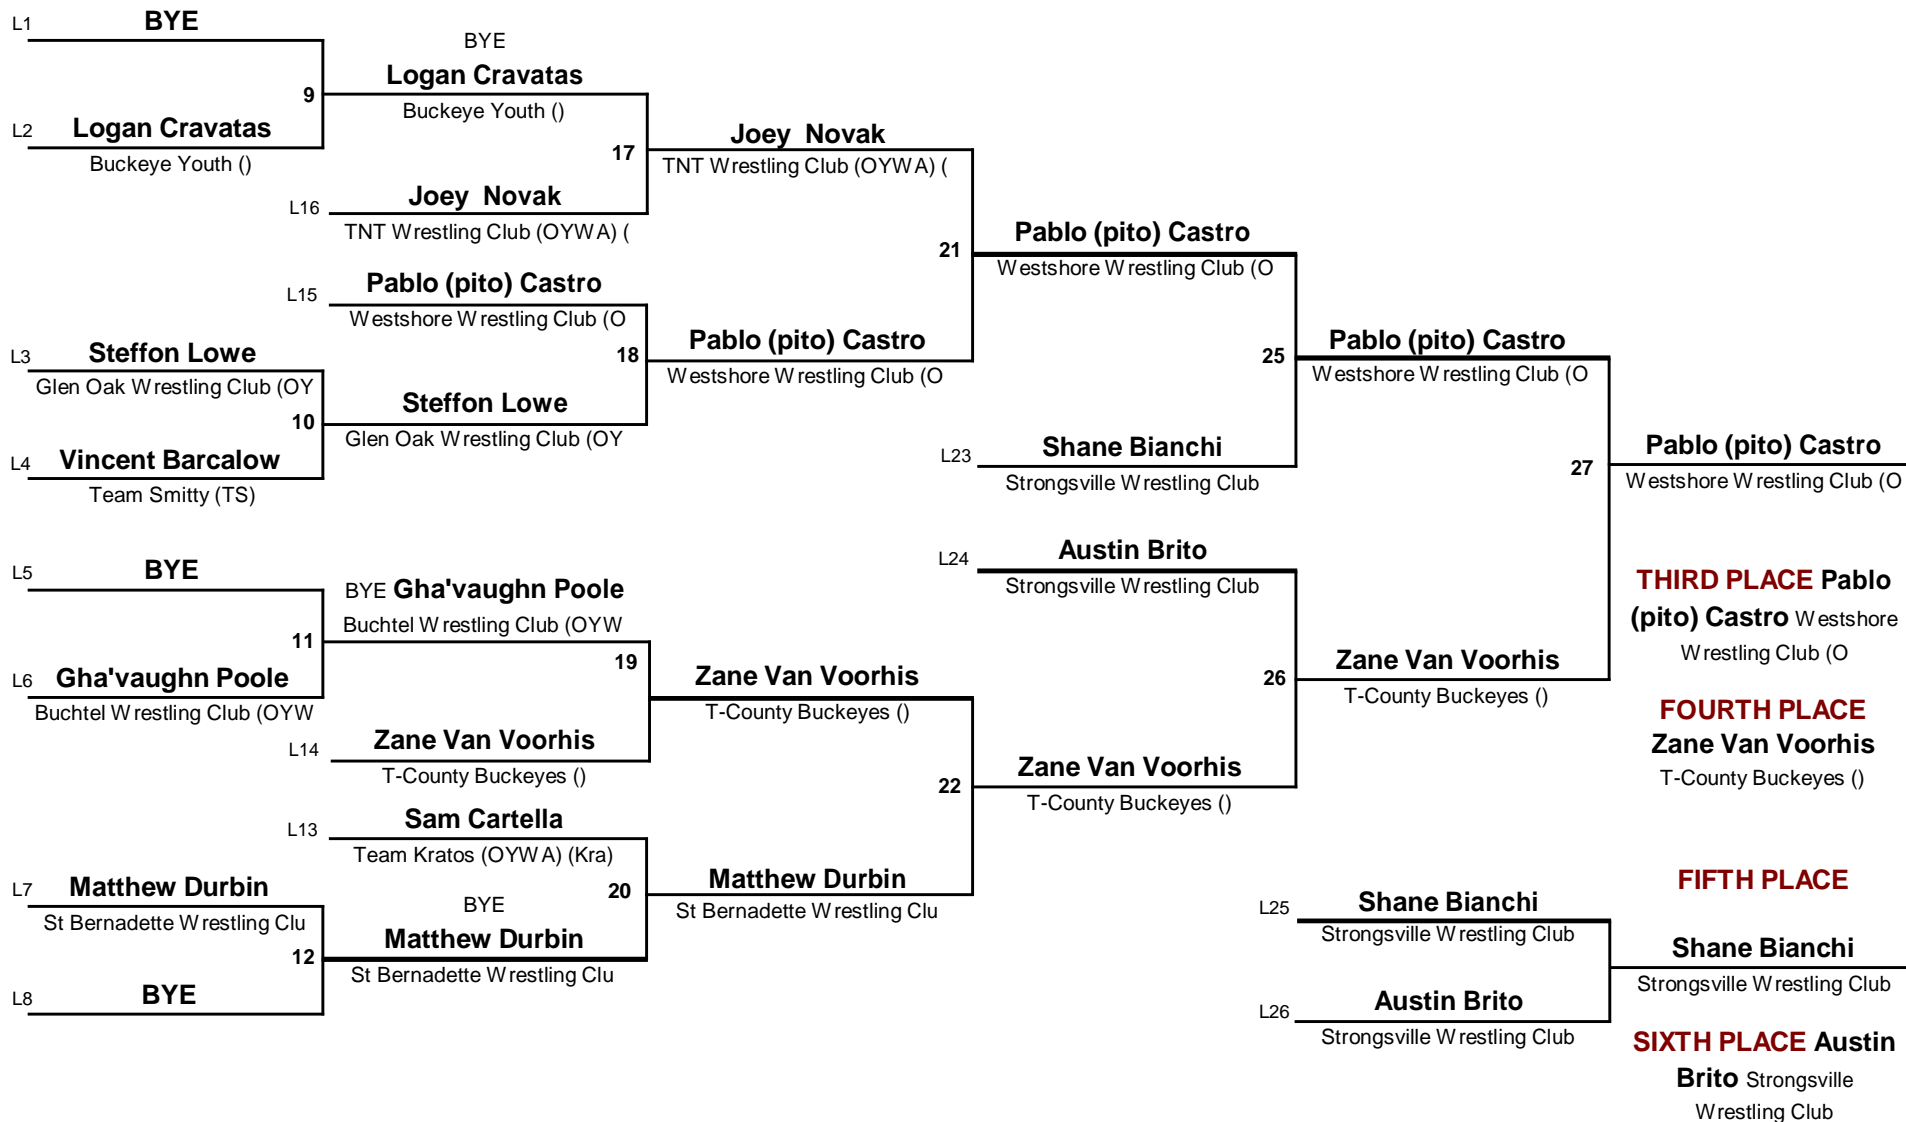 L1 BYE
BYE
Logan Cravatas
9
Buckeye Youth ()
L2 Logan Cravatas
Buckeye Youth ()
Joey  Novak
17
TNT Wrestling Club (OYWA) (
L16 Joey  Novak
TNT Wrestling Club (OYWA) (
Pablo (pito) Castro
21
Westshore Wrestling Club (O
L15 Pablo (pito) Castro
Westshore Wrestling Club (O
Pablo (pito) Castro
18
Westshore Wrestling Club (O
L3 Steffon Lowe
Glen Oak Wrestling Club (OY
Steffon Lowe
10
Glen Oak Wrestling Club (OY
L4 Vincent Barcalow
Team Smitty (TS)
Pablo (pito) Castro
25
Westshore Wrestling Club (O
L23 Shane Bianchi
Strongsville Wrestling Club
Pablo (pito) Castro
27
Westshore Wrestling Club (O
L24 Austin Brito
Strongsville Wrestling Club
L5 BYE
BYE Gha'vaughn Poole
Buchtel Wrestling Club (OYW
11
L6 Gha'vaughn Poole
Buchtel Wrestling Club (OYW
19
Zane Van Voorhis
T-County Buckeyes ()
L14 Zane Van Voorhis
T-County Buckeyes ()
26
Zane Van Voorhis
T-County Buckeyes ()
THIRD PLACE Pablo
(pito) Castro Westshore
Wrestling Club (O
FOURTH PLACE
Zane Van Voorhis
T-County Buckeyes ()
22
Zane Van Voorhis
T-County Buckeyes ()
L13 Sam Cartella
Team Kratos (OYWA) (Kra)
20
Matthew Durbin
St Bernadette Wrestling Clu
L7 Matthew Durbin
St Bernadette Wrestling Clu
BYE
Matthew Durbin
12
St Bernadette Wrestling Clu
L8 BYE
FIFTH PLACE
L25 Shane Bianchi
Strongsville Wrestling Club
Shane Bianchi
Strongsville Wrestling Club
L26 Austin Brito
Strongsville Wrestling Club
SIXTH PLACE Austin
Brito Strongsville
Wrestling Club